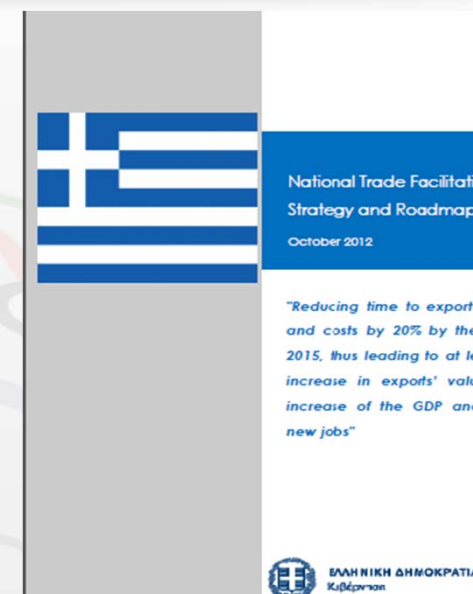 National Trade Facilitati
Strategy and Roadmap
October 2012
"Reducing time to export
and costs by 20% by the
2015, thus leading to at le
increase in exports' valu
increase of the GDP and
new jobs"
ΕΛΛΗΝΙΚΗ ΔΗΜΟΚΡΑΤΙΑ
Κυβέρνηση